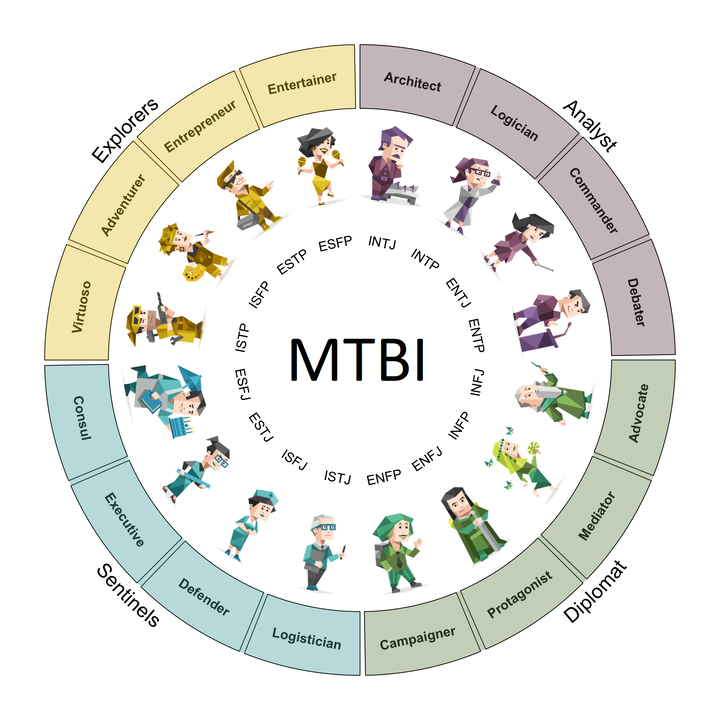 Architect
Logician
Commander
Debater
Advocate
Mediator
Protagonist
Campaigner
Logistician
Defender
Executive
Consul
Virtuoso
Adventurer
Entrepreneur
Entertainer
Analyst
Diplomat
Sentinels
Explorers
INTJ
INTP
ENTJ
ENTP
INFJ
INFP
ENFJ
ENFP
ISTJ
ISFJ
ESTJ
ESFJ
ISTP
ISFP
ESTP
ESFP
MTBI